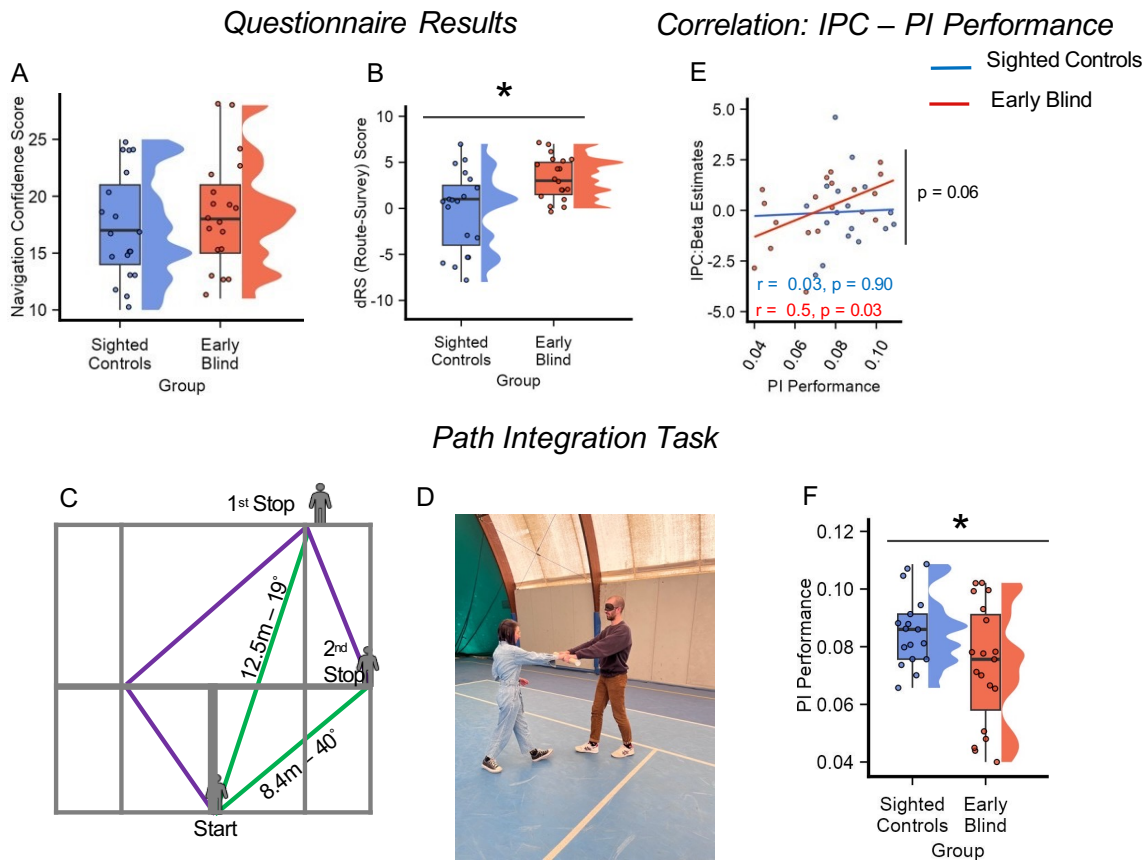 Questionnaire Results
Correlation: IPC – PI Performance
Sighted Controls
Early Blind
A
Navigation Confidence Score
25
20
15
10
Sighted
Controls
Early
Blind
Group
B
*
dRS (Route-Survey) Score
10
5
0
-5
-10
Sighted
Controls
Early
Blind
Group
E
IPC:Beta Estimates
5.0
2.5
0.0
-2.5
-5.0
p = 0.06
r = 0.03, p = 0.90
r = 0.5, p = 0.03
0.04
0.06
0.08
0.10
PI Performance
Path Integration Task
C
1st Stop
12.5m – 19°
2nd
Stop
8.4m – 40°
Start
D
F
*
PI Performance
0.12
0.10
0.08
0.06
0.04
Sighted
Controls
Early
Blind
Group